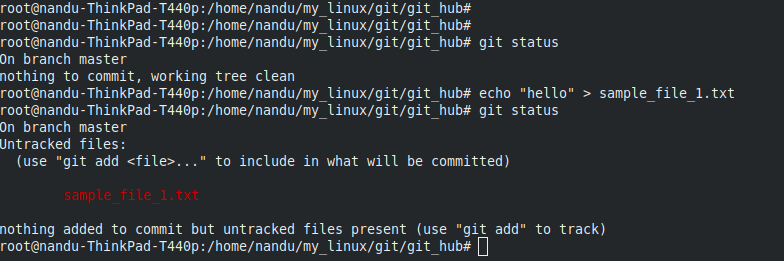 root@nandu-ThinkPad-T440p:/home/nandu/my_linux/git/git_hub#
root@nandu-ThinkPad-T440p:/home/nandu/my_linux/git/git_hub#
root@nandu-ThinkPad-T440p:/home/nandu/my_linux/git/git_hub# git status
On branch master
nothing to commit, working tree clean
root@nandu-ThinkPad-T440p:/home/nandu/my_linux/git/git_hub# echo "hello" > sample_file_1.txt
root@nandu-ThinkPad-T440p:/home/nandu/my_linux/git/git_hub# git status
On branch master
Untracked files:
  (use "git add <file>..." to include in what will be committed)
        sample_file_1.txt
nothing added to commit but untracked files present (use "git add" to track)
root@nandu-ThinkPad-T440p:/home/nandu/my_linux/git/git_hub#